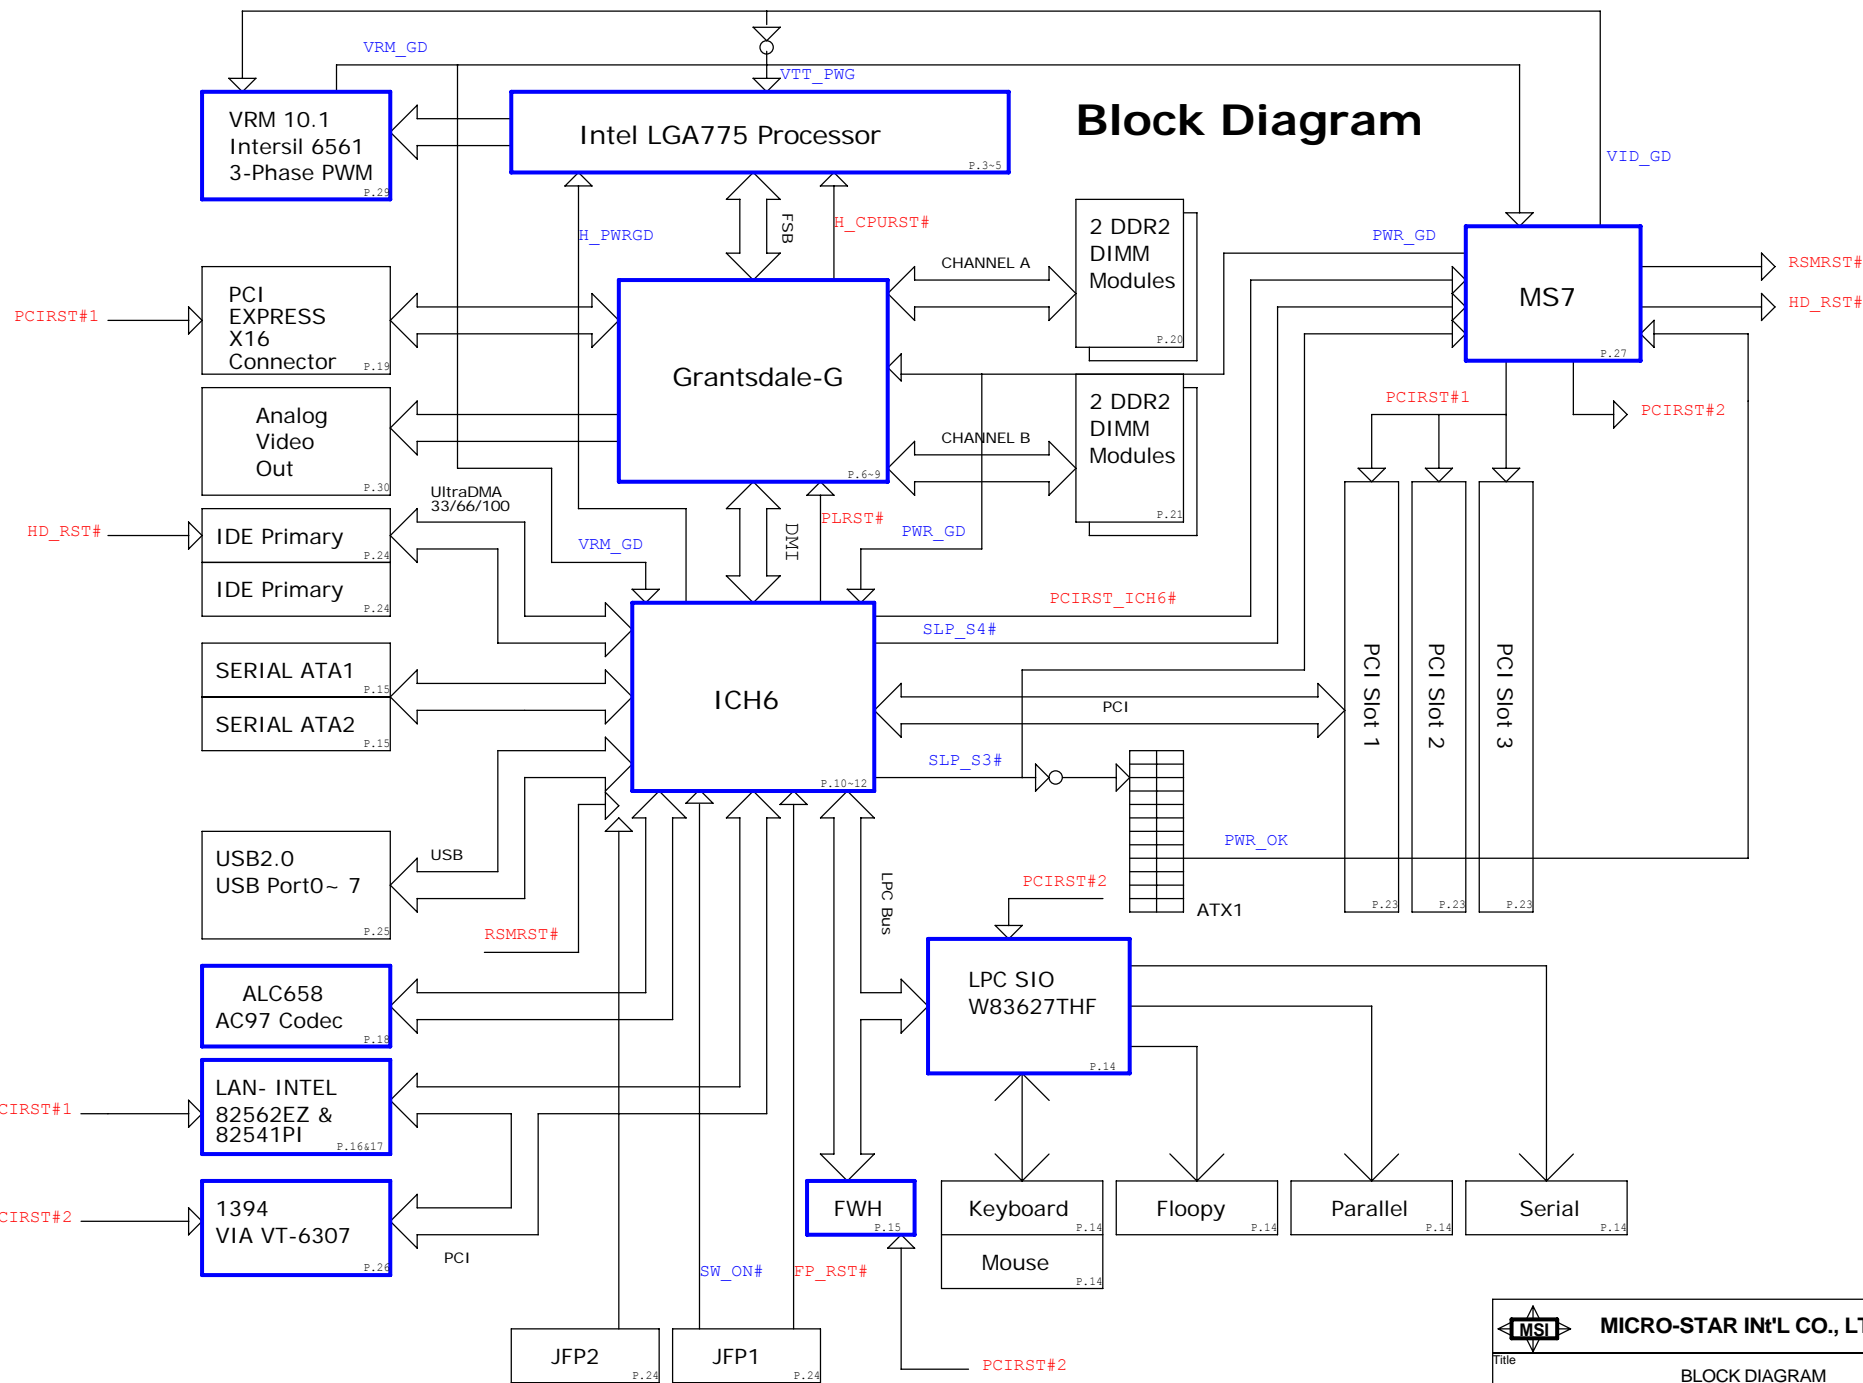 VRM_GD
VTT_PWG
VRM 10.1
Intersil 6561
3-Phase PWM
P.29
Intel LGA775 Processor
P.3~5
Block Diagram
VID_GD
H_PWRGD
FSB
H_CPURST#
2 DDR2
DIMM
Modules
P.20
PWR_GD
MS7
P.27
RSMRST#
HD_RST#
CHANNEL A
PCIRST#1
PCI
EXPRESS
X16
Connector
P.19
Grantsdale-G
P.6~9
Analog
Video
Out
P.30
2 DDR2
DIMM
Modules
P.21
CHANNEL B
PCIRST#1
PCIRST#2
UltraDMA
33/66/100
HD_RST#
IDE Primary
P.24
IDE Primary
P.24
VRM_GD
DMI
PLRST#
PWR_GD
PCIRST_ICH6#
SLP_S4#
SERIAL ATA1
P.15
SERIAL ATA2
P.15
ICH6
P.10~12
PCI
PCI Slot 1
PCI Slot 2
PCI Slot 3
P.23
P.23
P.23
SLP_S3#
PWR_OK
ATX1
USB2.0
USB Port0~ 7
P.25
USB
RSMRST#
LPC Bus
PCIRST#2
ALC658
AC97 Codec
P.18
LPC SIO
W83627THF
P.14
CIRST#1
LAN- INTEL
82562EZ &
82541PI
P.16&17
CIRST#2
1394
VIA VT-6307
P.26
PCI
FWH
P.15
Keyboard
P.14
Mouse
P.14
Floopy
P.14
Parallel
P.14
Serial
P.14
SW_ON#
FP_RST#
JFP2
P.24
JFP1
P.24
PCIRST#2
MSI
MICRO-STAR INt'L CO., LT
Title
BLOCK DIAGRAM